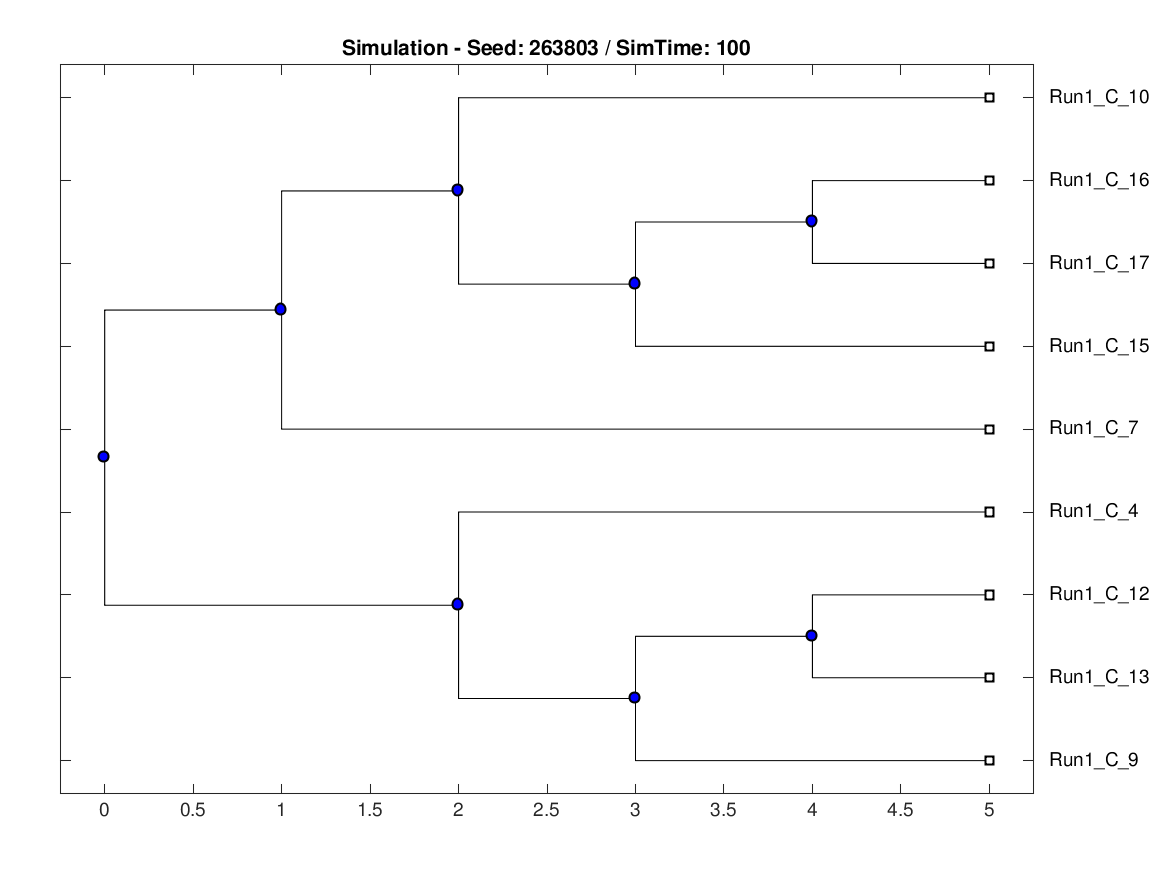 Simulation - Seed: 263803 / SimTime: 100
Run1_C_10
Run1_C_16
Run1_C_17
Run1_C_15
Run1_C_7
Run1_C_4
Run1_C_12
Run1_C_13
Run1_C_9
0 0.5 1 1.5 2 2.5 3 3.5 4 4.5 5